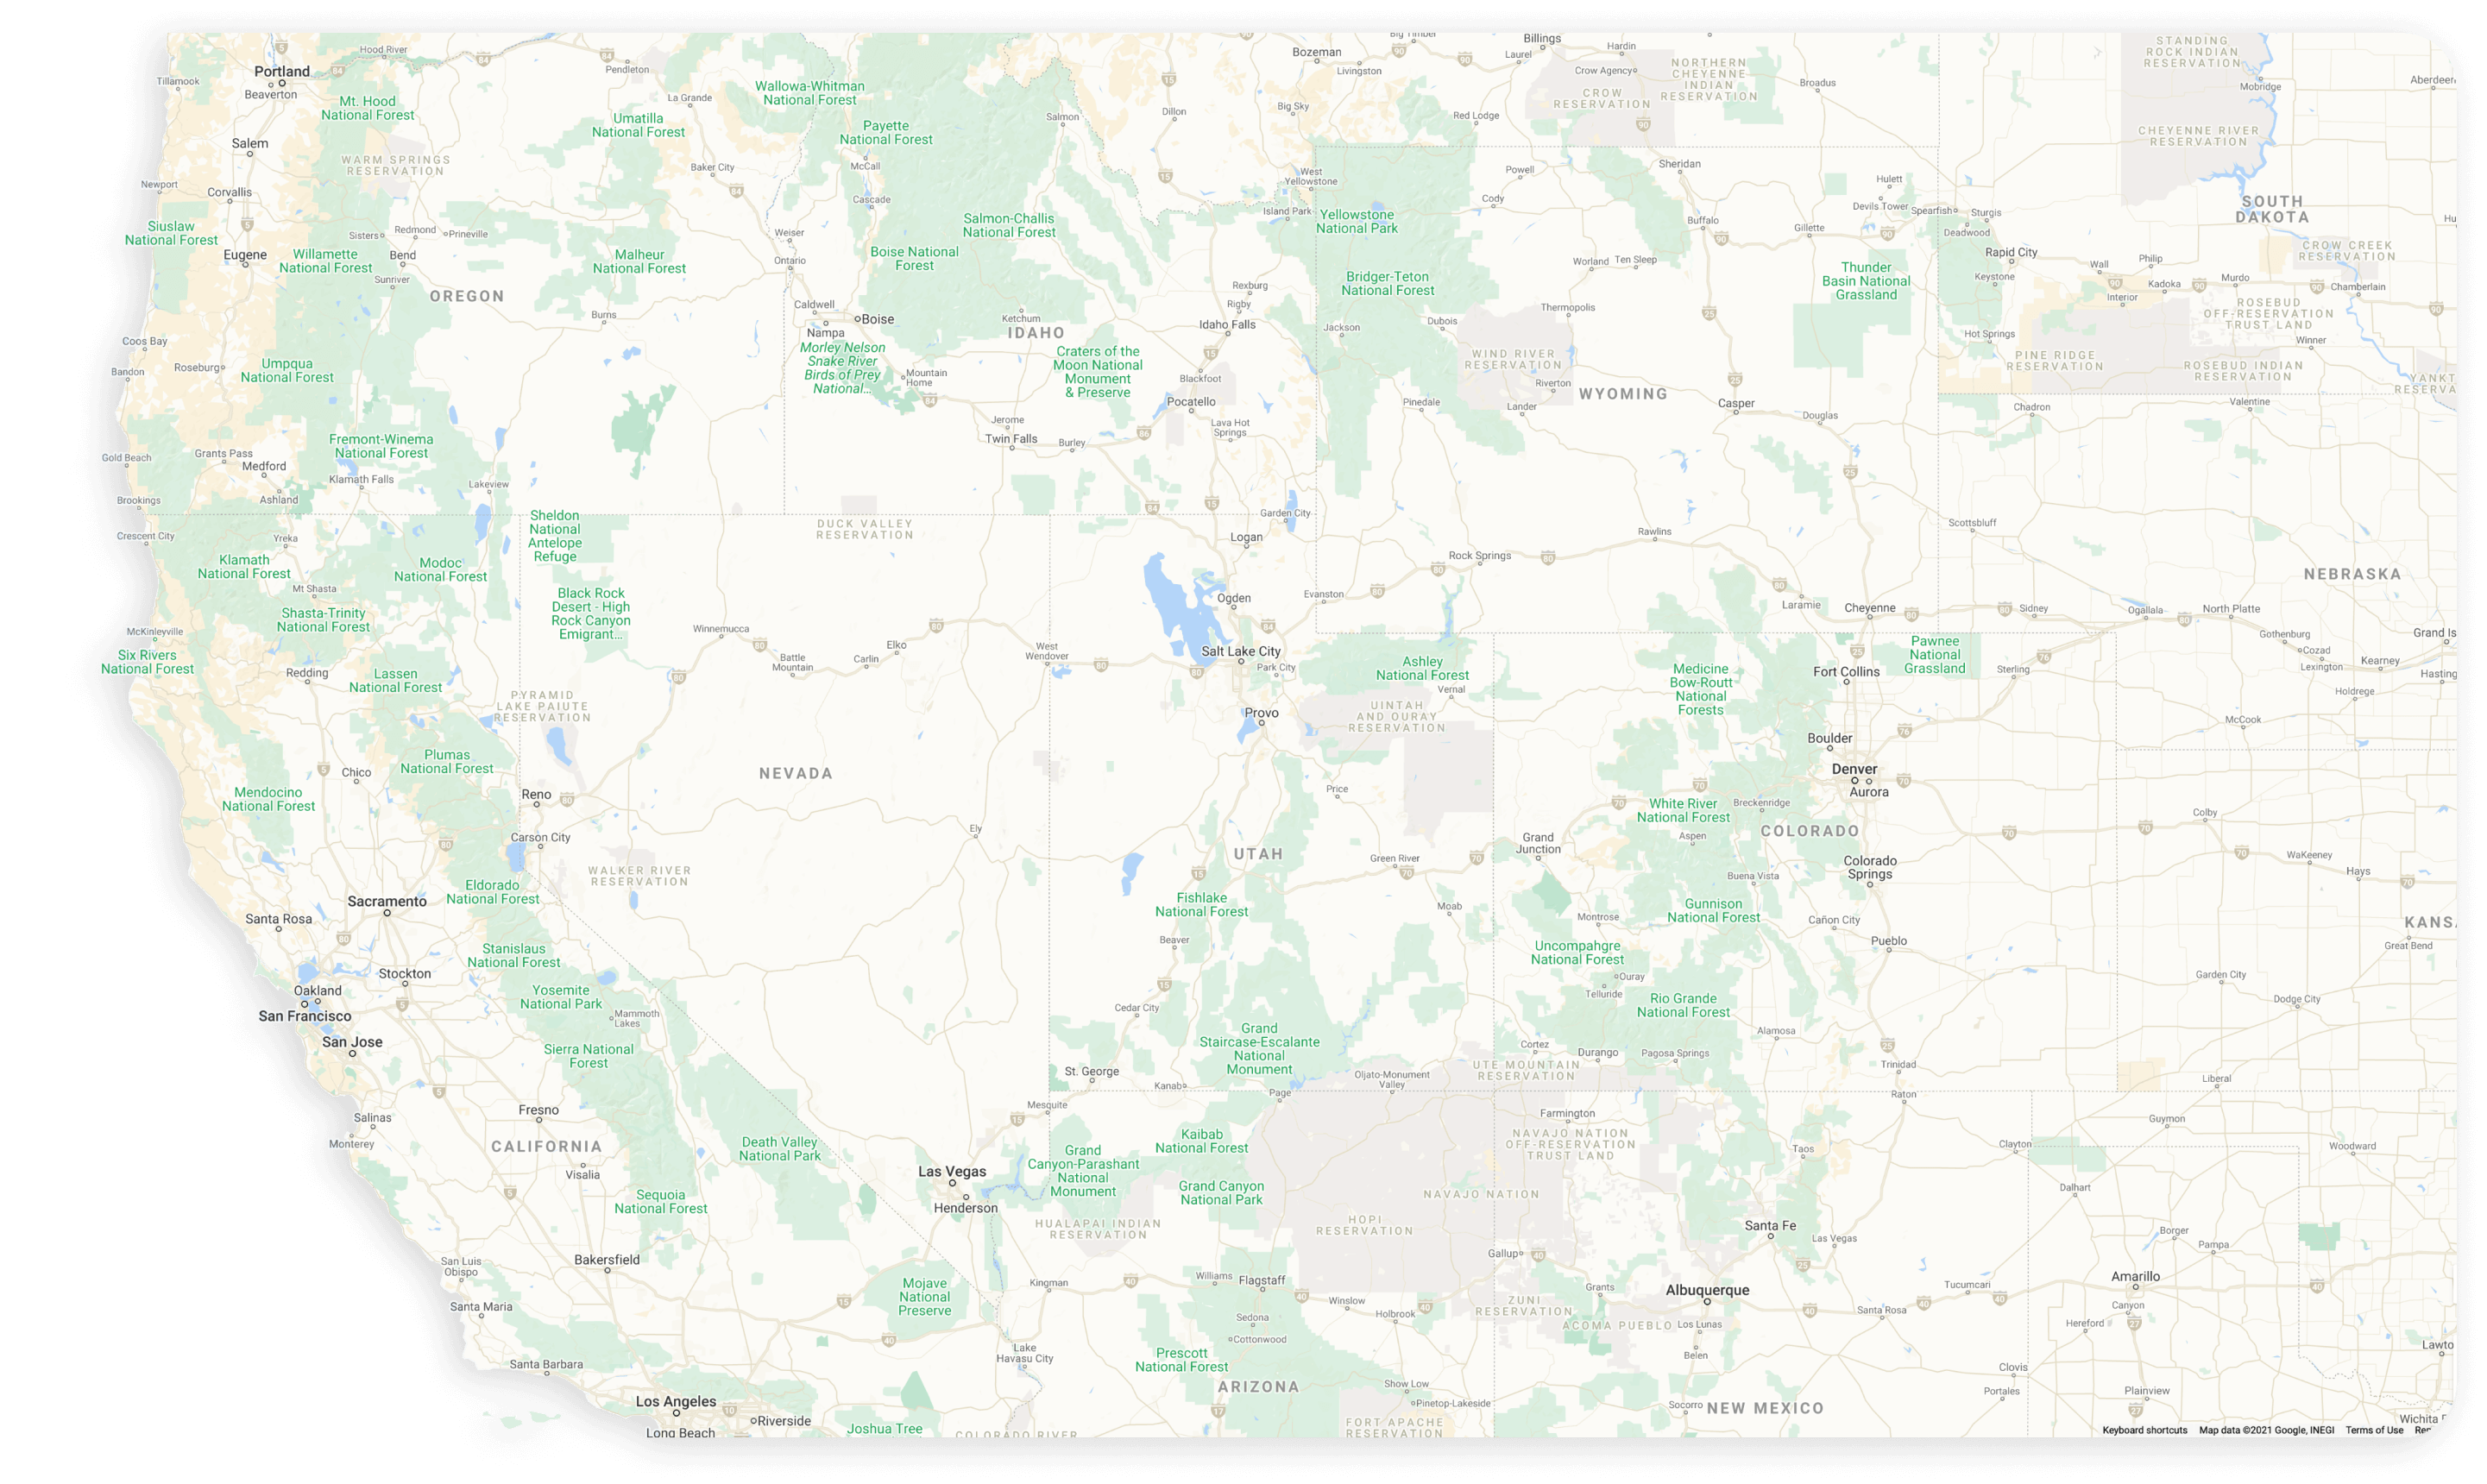 Portland
Beaverton
Tillamook
Hood River
Mt. Hood
National Forest
Salem
WARM SPRINGS
RESERVATION
Newport
Corvallis
Siuslaw
National Forest
Eugene
Willamette
National Forest
Sisters
Redmond
Prineville
Bend
Sunriver
OREGON
Pendleton
La Grande
Umatilla
National Forest
Baker City
Malheur
National Forest
Burns
Wallowa-Whitman
National Forest
Payette
National Forest
McCall
Cascade
Weiser
Ontario
Salmon
Salmon-Challis
National Forest
Boise National
Forest
Caldwell
Boise
Nampa
Morley Nelson
Snake River
Birds of Prey
National...
Mountain
Home
Ketchum
IDAHO
Craters of the
Moon National
Monument
& Preserve
Jerome
Twin Falls
Burley
Pocatello
Blackfoot
Lava Hot
Springs
Idaho Falls
Rigby
Rexburg
Island Park
West
Yellowstone
Dillon
Big Sky
Bozeman
Livingston
Big Timber
Billings
Laurel
Hardin
Crow Agency
CROW
RESERVATION
NORTHERN
CHEYENNE
INDIAN
RESERVATION
Broadus
Red Lodge
Powell
Cody
Sheridan
Buffalo
Gillette
Hulett
Devils Tower
Spearfish
Sturgis
Deadwood
Rapid City
Keystone
Hot Springs
Yellowstone
National Park
Bridger-Teton
National Forest
Jackson
Dubois
Worland
Ten Sleep
Thermopolis
WIND RIVER
RESERVATION
Riverton
Lander
Pinedale
WYOMING
Casper
Douglas
Thunder
Basin National
Grassland
STANDING
ROCK INDIAN
RESERVATION
Mobridge
Aberdeen
CHEYENNE RIVER
RESERVATION
SOUTH
DAKOTA
Hu
CROW CREEK
RESERVATION
Wall
Philip
Kadoka
Murdo
Chamberlain
Interior
ROSEBUD
OFF-RESERVATION
TRUST LAND
Winner
PINE RIDGE
RESERVATION
ROSEBUD INDIAN
RESERVATION
YANKT
RESERVA
Chadron
Valentine
Coos Bay
Bandon
Roseburg
Umpqua
National Forest
Gold Beach
Grants Pass
Medford
Ashland
Brookings
Fremont-Winema
National Forest
Klamath Falls
Lakeview
Crescent City
Yreka
Klamath
National Forest
Modoc
National Forest
Mt Shasta
Shasta-Trinity
National Forest
McKinleyville
Six Rivers
National Forest
Redding
Lassen
National Forest
Sheldon
National
Antelope
Refuge
Black Rock
Desert - High
Rock Canyon
Emigrant...
DUCK VALLEY
RESERVATION
Winnemucca
Battle
Mountain
Carlin
Elko
West
Wendover
PYRAMID
LAKE PAIUTE
RESERVATION
Plumas
National Forest
Chico
Mendocino
National Forest
Reno
Carson City
NEVADA
Ely
WALKER RIVER
RESERVATION
Eldorado
National Forest
Sacramento
Santa Rosa
Stanislaus
National Forest
Stockton
Oakland
San Francisco
San Jose
Yosemite
National Park
Mammoth
Lakes
Sierra National
Forest
Salinas
Monterey
Fresno
CALIFORNIA
Visalia
Death Valley
National Park
Sequoia
National Forest
Bakersfield
San Luis
Obispo
Santa Maria
Santa Barbara
Los Angeles
Long Beach
Riverside
Joshua Tree
Mojave
National
Preserve
Las Vegas
Henderson
Garden City
Logan
Ogden
Salt Lake City
Park City
Provo
Evanston
Rock Springs
Rawlins
Laramie
Cheyenne
Ashley
National Forest
Vernal
UINTAH
AND OURAY
RESERVATION
Price
UTAH
Green River
Fishlake
National Forest
Moab
Beaver
Cedar City
Grand
Staircase-Escalante
National
Monument
St. George
Kanab
Page
Oljato-Monument
Valley
Mesquite
Medicine
Bow-Routt
National
Forests
Fort Collins
Pawnee
National
Grassland
Boulder
Denver
Aurora
White River
National Forest
Breckenridge
Aspen
COLORADO
Grand
Junction
Colorado
Springs
Buena Vista
Gunnison
National Forest
Montrose
Cañon City
Pueblo
Uncompahgre
National Forest
Ouray
Telluride
Rio Grande
National Forest
Alamosa
Cortez
Durango
Pagosa Springs
UTE MOUNTAIN
RESERVATION
Trinidad
Raton
Scottsbluff
NEBRASKA
Sidney
Ogallala
North Platte
Sterling
Gothenburg
Cozad
Lexington
Grand Is
Kearney
Hasting
Holdrege
McCook
Colby
WaKeeney
Hays
KANSA
Great Bend
Garden City
Dodge City
Liberal
Guymon
Woodward
Clayton
Dalhart
Borger
Pampa
Amarillo
Canyon
Hereford
Clovis
Portales
Plainview
Lawto
Wichita F
Grand
Canyon-Parashant
National
Monument
Kaibab
National Forest
Grand Canyon
National Park
HUALAPAI INDIAN
RESERVATION
NAVAJO NATION
HOPI
RESERVATION
Farmington
NAVAJO NATION
OFF-RESERVATION
TRUST LAND
Taos
Santa Fe
Las Vegas
Gallup
Grants
Albuquerque
ZUNI
RESERVATION
ACOMA PUEBLO
Los Lunas
Belen
Santa Rosa
Tucumcari
Socorro
NEW MEXICO
Kingman
Williams
Flagstaff
Winslow
Holbrook
Sedona
Cottonwood
Lake
Havasu City
Prescott
National Forest
ARIZONA
Show Low
Pinetop-Lakeside
FORT APACHE
RESERVATION
COLORADO RIVER
Keyboard shortcuts
Map data ©2021 Google, INEGI
Terms of Use